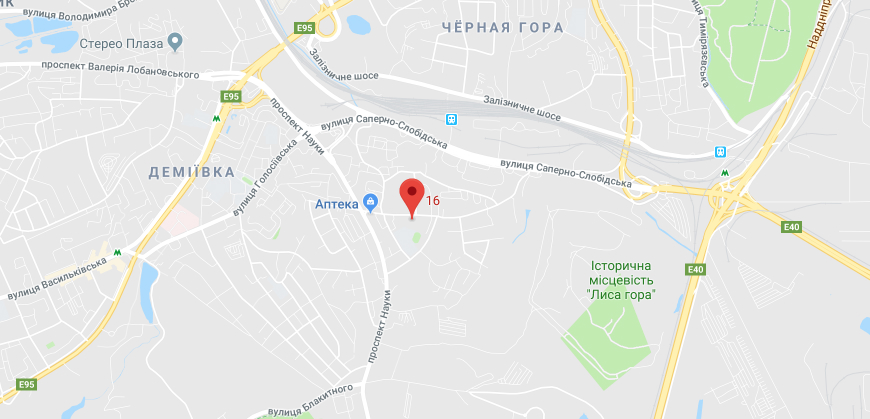 ик
вулиця Володимира Бро
Стерео Плаза
E95
ЧЁРНАЯ ГОРА
Залізничне шосе
Тимірязєвська
Наддніпр
проспект Валерія Лобановського
E95
проспект Науки
Залізничне шосе
вулиця Саперно-Слобідська
вулиця Саперно-Слобідська
ДЕМІЇВКА
вулиця Голосіївська
Аптека
16
E40
вулиця Васильківська
E40
Історична
місцевість
"Лиса гора"
проспект Науки
E95
вулиця Блакитного